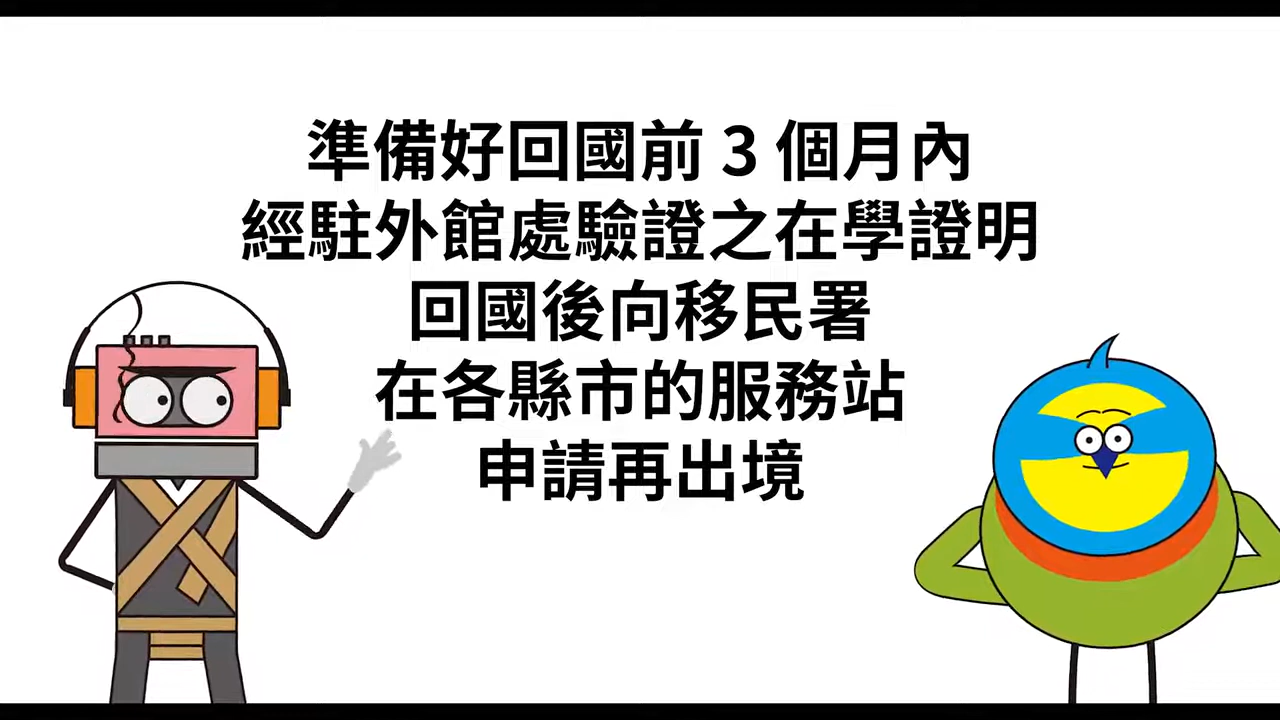 準備好回國前 3 個月內
經駐外館處驗證之在學證明
回國後向移民署
在各縣市的服務站
申請再出境